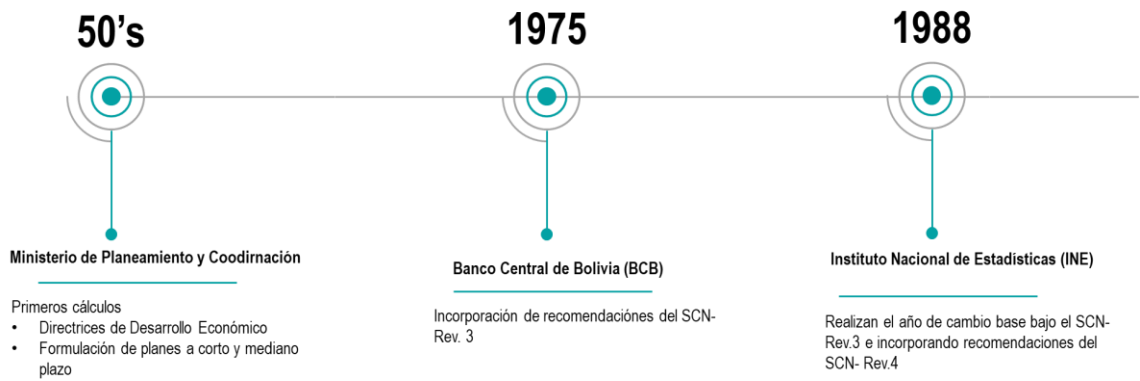 50's
1975
1988
Ministerio de Planeamiento y Coodirnación
Primeros cálculos
• Directrices de Desarrollo Económico
• Formulación de planes a corto y mediano
plazo
Banco Central de Bolivia (BCB)
Incorporación de recomendaciónes del SCN-
Rev. 3
Instituto Nacional de Estadísticas (INE)
Realizan el año de cambio base bajo el SCN-
Rev.3 e incorporando recomendaciones del
SCN- Rev.4